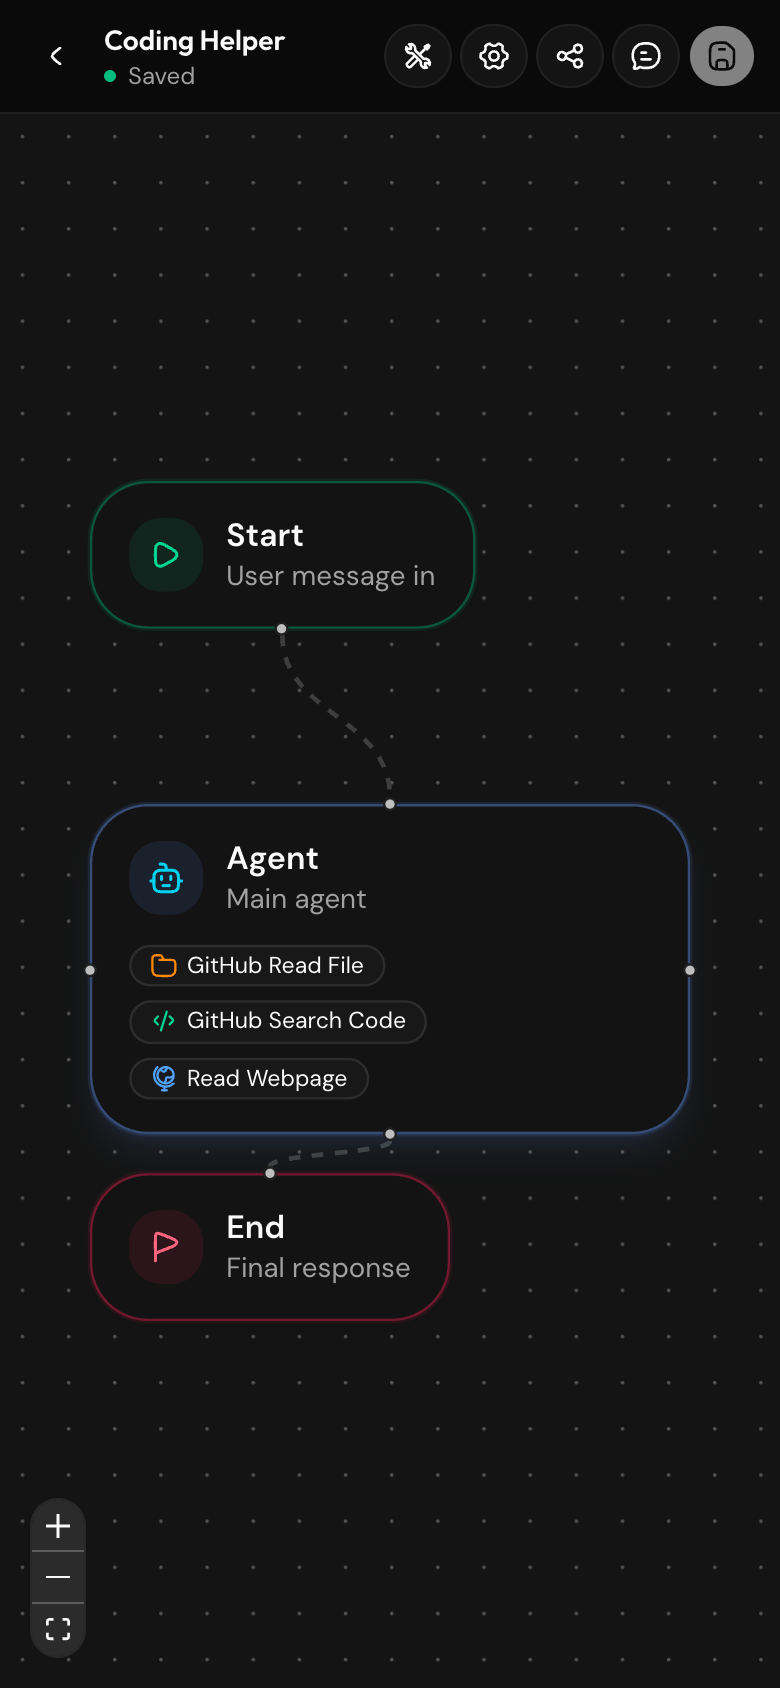 Coding Helper
Saved
Start
User message in
Agent
Main agent
GitHub Read File
GitHub Search Code
Read Webpage
End
Final response